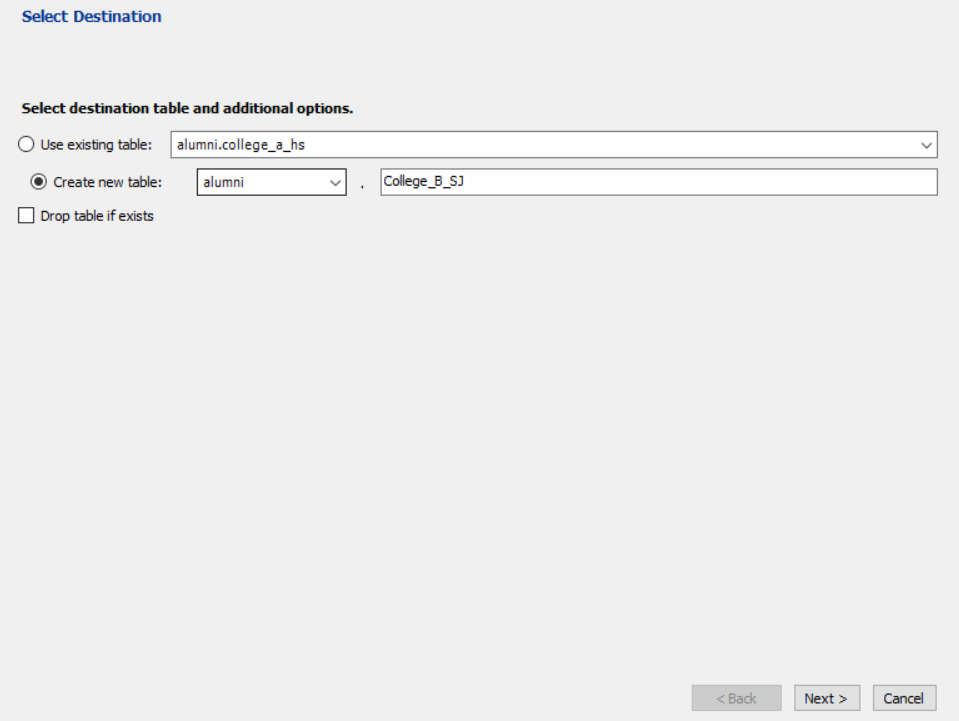 Select Destination
Select destination table and additional options.
Use existing table: alumni.college_a_hs
Create new table: alumni . College_B_SJ
Drop table if exists
< Back Next > Cancel